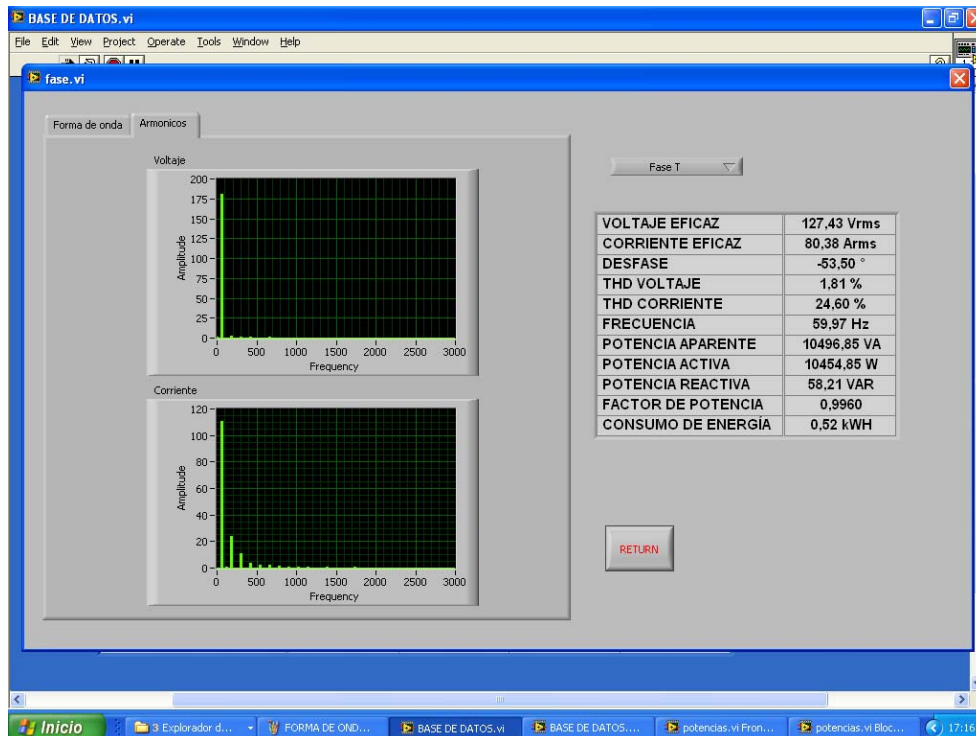 BASE DE DATOS.vi
File Edit View Project Operate Tools Window Help
fase.vi
Forma de onda Armonicos
Voltaje
200
175
150
125
100
75
50
25
0
Amplitude
0 500 1000 1500 2000 2500 3000
Frequency
Corriente
120
100
80
60
40
20
0
Amplitude
0 500 1000 1500 2000 2500 3000
Frequency
Fase T
VOLTAJE EFICAZ 127,43 Vrms
CORRIENTE EFICAZ 80,38 Arms
DESFASE -53,50 °
THD VOLTAJE 1,81 %
THD CORRIENTE 24,60 %
FRECUENCIA 59,97 Hz
POTENCIA APARENTE 10496,85 VA
POTENCIA ACTIVA 10454,85 W
POTENCIA REACTIVA 58,21 VAR
FACTOR DE POTENCIA 0,9960
CONSUMO DE ENERGÍA 0,52 kWH
RETURN
Inicio 3 Explorador d... FORMA DE OND... BASE DE DATOS.vi BASE DE DATOS.... potencias.vi Fron... potencias.vi Bloc... 17:16